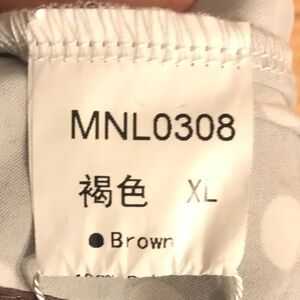 MNL0308
褐色 XL
● Brown